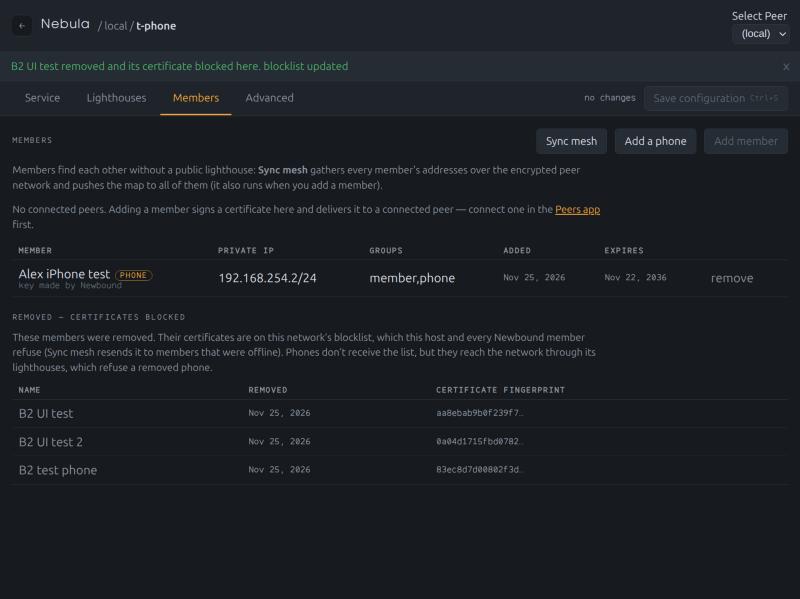 ← Nebula / local / t-phone
Select Peer
(local)
B2 UI test removed and its certificate blocked here. blocklist updated x
Service Lighthouses Members Advanced no changes Save configuration Ctrl+S
MEMBERS Sync mesh Add a phone Add member
Members find each other without a public lighthouse: Sync mesh gathers every member's addresses over the encrypted peer
network and pushes the map to all of them (it also runs when you add a member).
No connected peers. Adding a member signs a certificate here and delivers it to a connected peer — connect one in the Peers app
first.
MEMBER PRIVATE IP GROUPS ADDED EXPIRES
Alex iPhone test PHONE 192.168.254.2/24 member,phone Nov 25, 2026 Nov 22, 2036 remove
key made by Newbound
REMOVED — CERTIFICATES BLOCKED
These members were removed. Their certificates are on this network's blocklist, which this host and every Newbound member
refuse (Sync mesh resends it to members that were offline). Phones don't receive the list, but they reach the network through its
lighthouses, which refuse a removed phone.
NAME REMOVED CERTIFICATE FINGERPRINT
B2 UI test Nov 25, 2026 aa8ebab9b0f239f7…
B2 UI test 2 Nov 25, 2026 0a04d1715fbd0782…
B2 test phone Nov 25, 2026 83ec8d7d00802f3d…